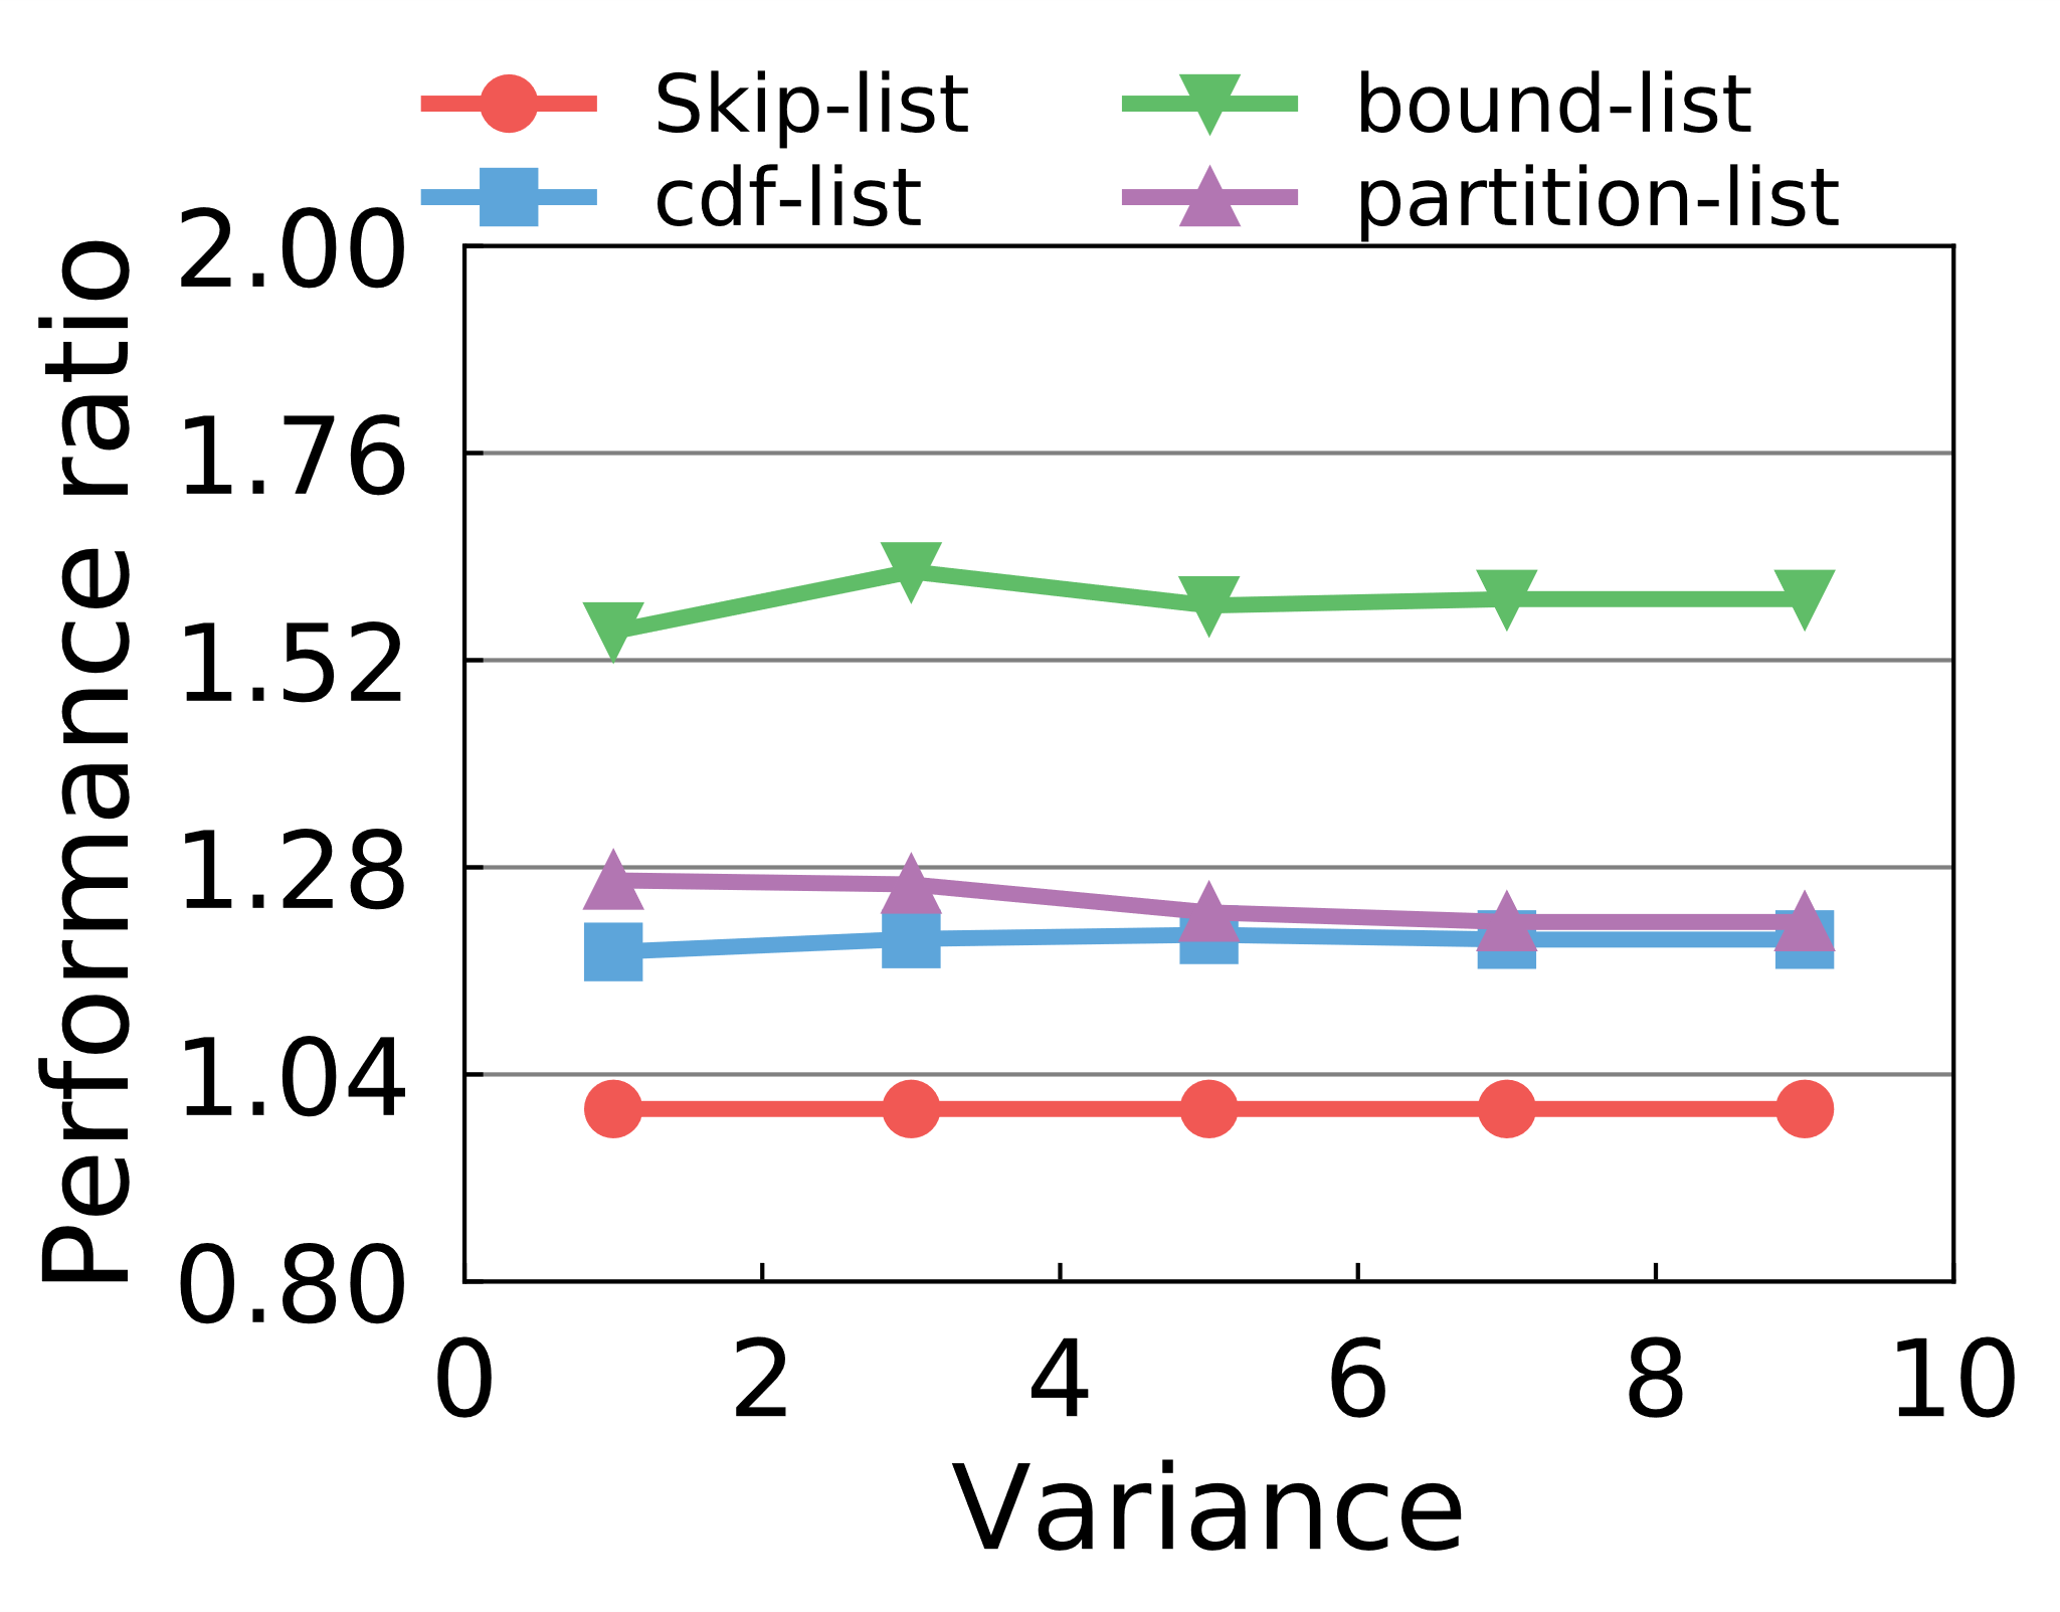 Skip-list
bound-list
cdf-list
partition-list
Performance ratio
2.00
1.76
1.52
1.28
1.04
0.80
0 2 4 6 8 10
Variance